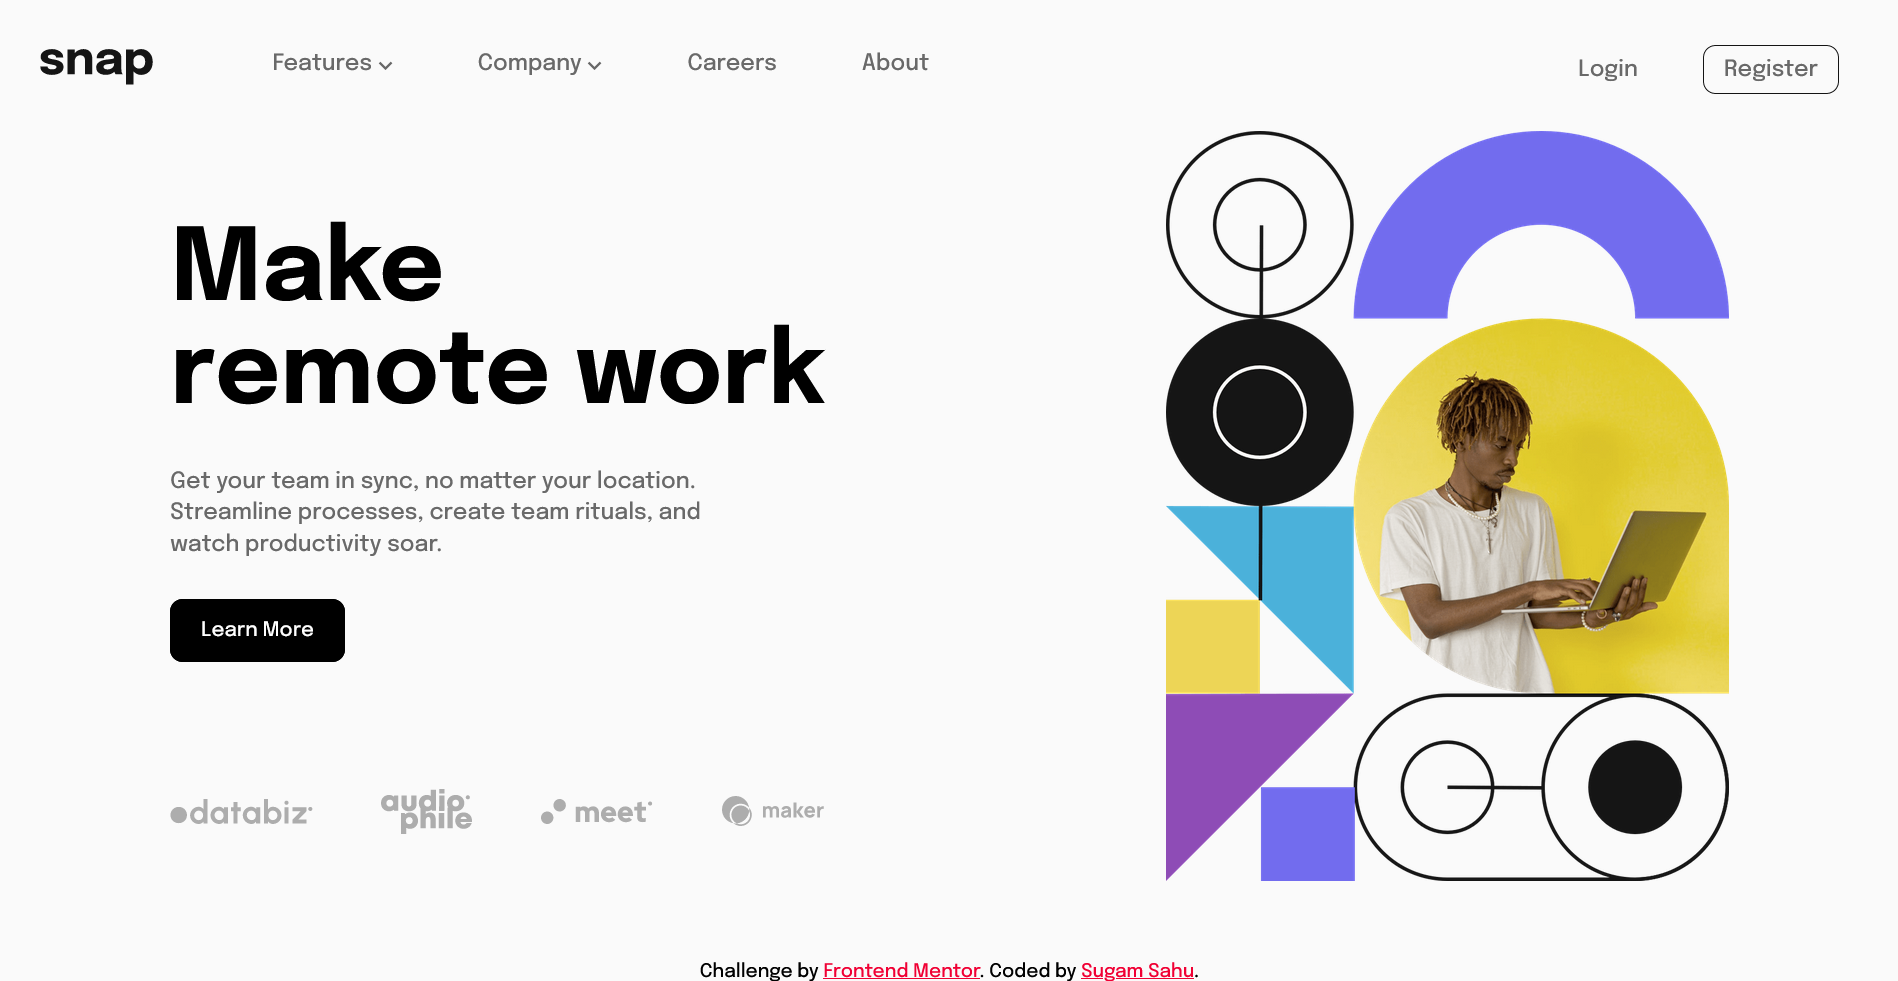 snap Features Company Careers About Login Register
Make
remote work
Get your team in sync, no matter your location.
Streamline processes, create team rituals, and
watch productivity soar.
Learn More
databiz audiophile meet maker
Challenge by Frontend Mentor. Coded by Sugam Sahu.